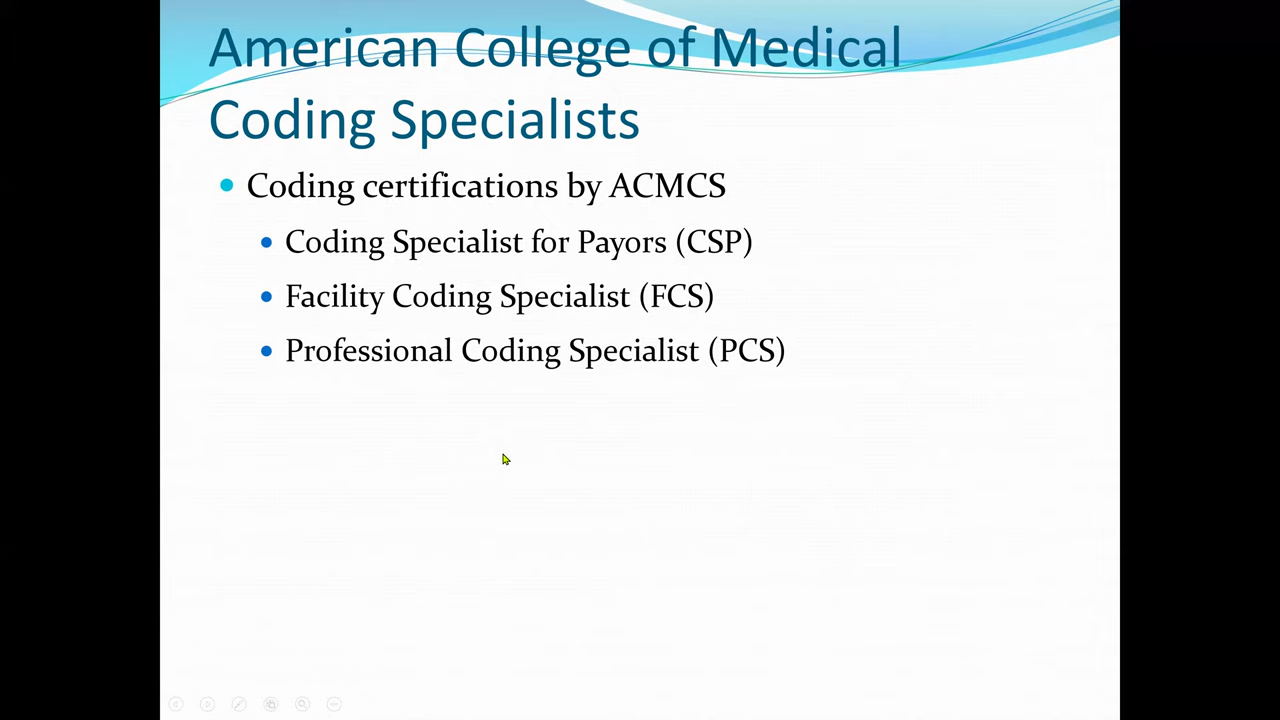 American College of Medical
Coding Specialists
Coding certifications by ACMCS
Coding Specialist for Payors (CSP)
Facility Coding Specialist (FCS)
Professional Coding Specialist (PCS)